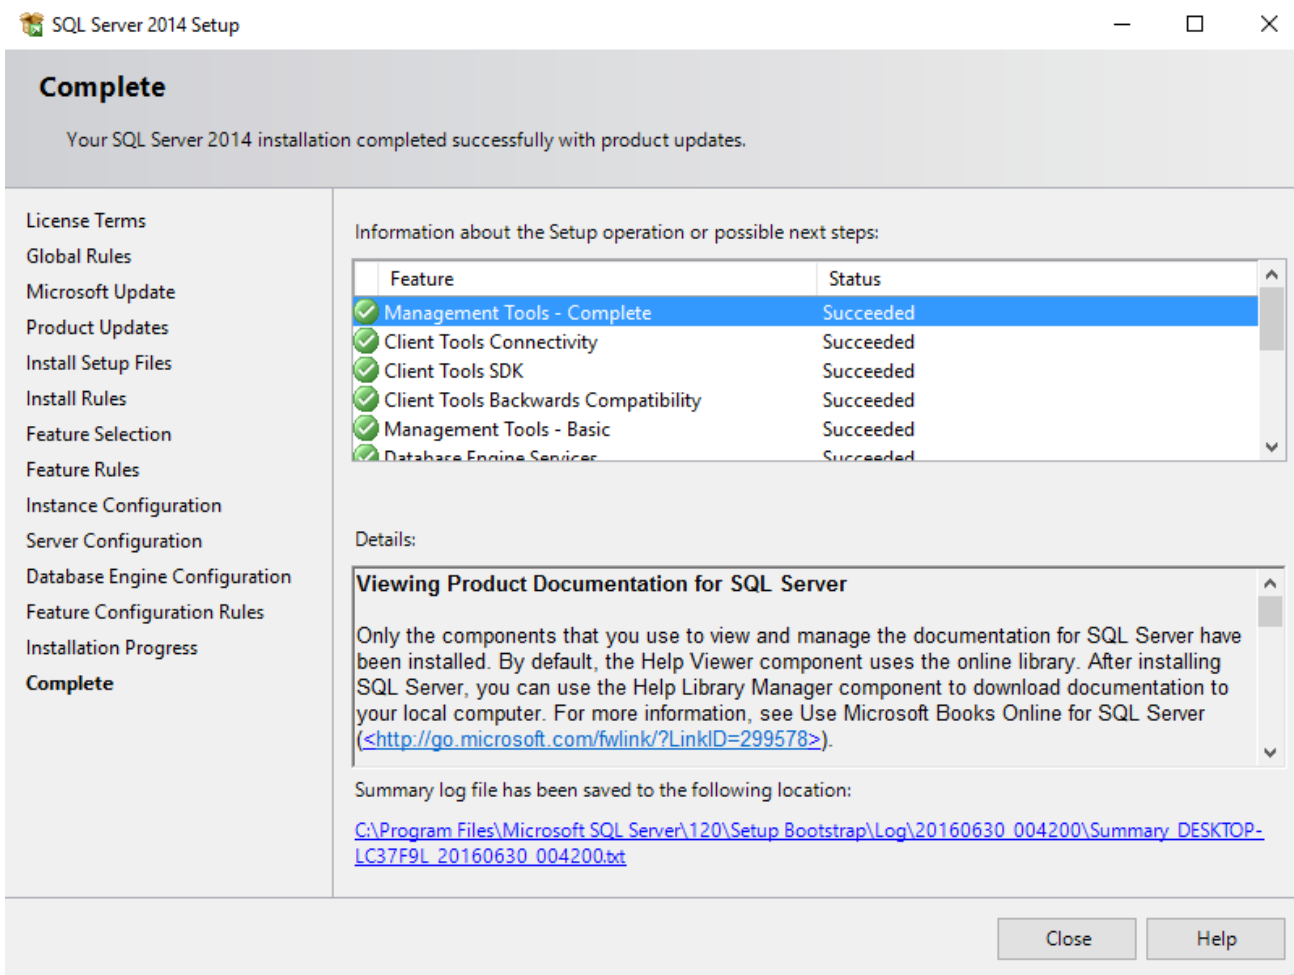 SQL Server 2014 Setup
Complete
Your SQL Server 2014 installation completed successfully with product updates.
License Terms
Global Rules
Microsoft Update
Product Updates
Install Setup Files
Install Rules
Feature Selection
Feature Rules
Instance Configuration
Server Configuration
Database Engine Configuration
Feature Configuration Rules
Installation Progress
Complete
Information about the Setup operation or possible next steps:
Feature Status
Management Tools - Complete Succeeded
Client Tools Connectivity Succeeded
Client Tools SDK Succeeded
Client Tools Backwards Compatibility Succeeded
Management Tools - Basic Succeeded
Database Engine Services Succeeded
Details:
Viewing Product Documentation for SQL Server
Only the components that you use to view and manage the documentation for SQL Server have
been installed. By default, the Help Viewer component uses the online library. After installing
SQL Server, you can use the Help Library Manager component to download documentation to
your local computer. For more information, see Use Microsoft Books Online for SQL Server
(<http://go.microsoft.com/fwlink/?LinkID=299578>).
Summary log file has been saved to the following location:
C:\Program Files\Microsoft SQL Server\120\Setup Bootstrap\Log\20160630_004200\Summary_DESKTOP-
LC37F9L_20160630_004200.txt
Close Help